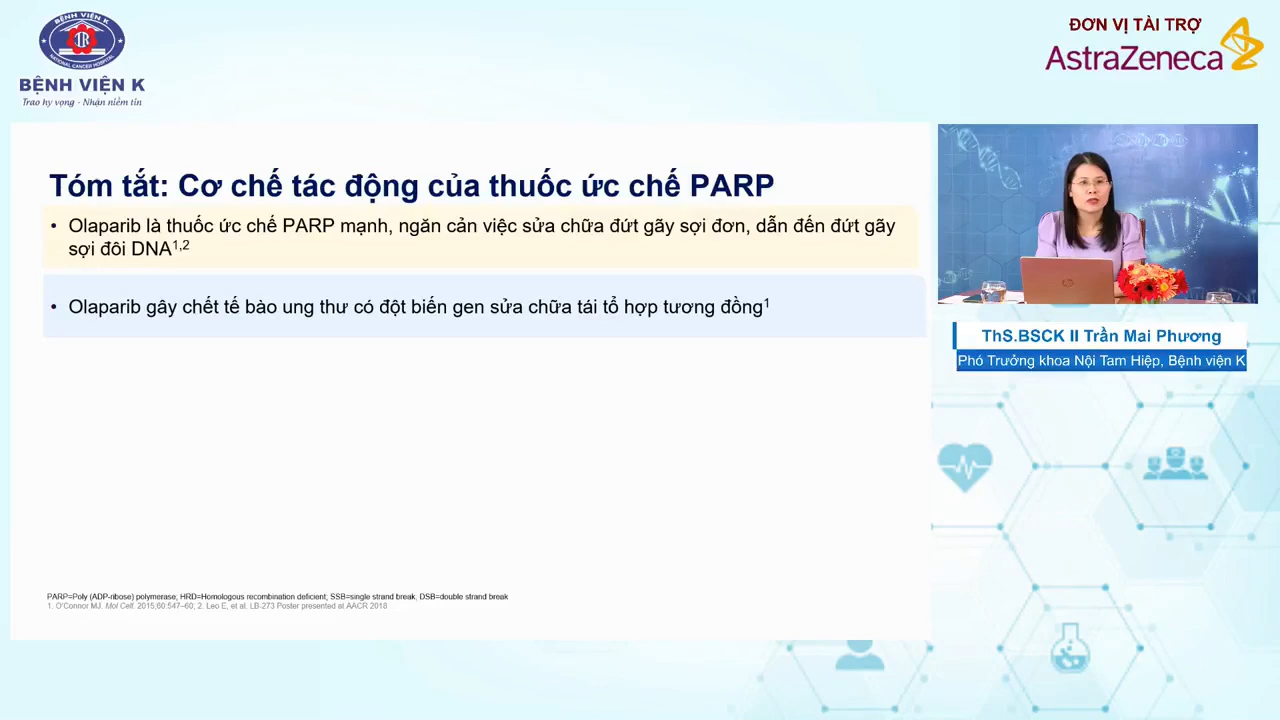 BỆNH VIỆN K
NATIONAL CANCER HOSPITAL
BỆNH VIỆN K
Trao hy vọng - Nhận niềm tin
ĐƠN VỊ TÀI TRỢ
AstraZeneca
Tóm tắt: Cơ chế tác động của thuốc ức chế PARP
• Olaparib là thuốc ức chế PARP mạnh, ngăn cản việc sửa chữa đứt gãy sợi đơn, dẫn đến đứt gãy
sợi đôi DNA1,2
• Olaparib gây chết tế bào ung thư có đột biến gen sửa chữa tái tổ hợp tương đồng1
PARP=Poly (ADP-ribose) polymerase; HRD=Homologous recombination deficient; SSB=single strand break, DSB=double strand break
1. O'Connor MJ. Mol Cell. 2015;60:547–60; 2. Leo E, et al. LB-273 Poster presented at AACR 2018
ThS.BSCK II Trần Mai Phương
Phó Trưởng khoa Nội Tam Hiệp, Bệnh viện K